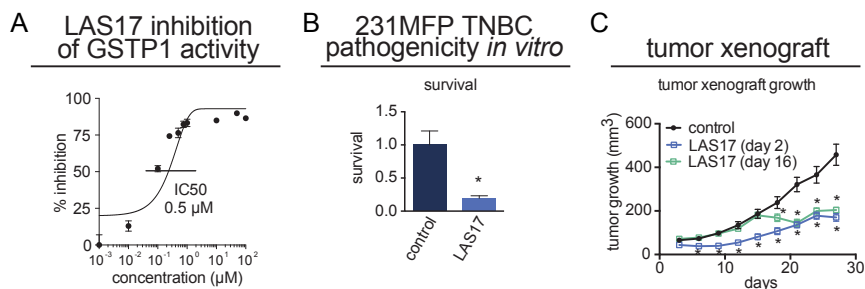 A
LAS17 inhibition
of GSTP1 activity
100
75
50
25
0
% inhibition
IC50
0.5 µM
10⁻³ 10⁻² 10⁻¹ 10⁰ 10¹ 10²
concentration (µM)
B
231MFP TNBC
pathogenicity in vitro
survival
1.5
1.0
0.5
0.0
survival
*
control
LAS17
C
tumor xenograft
tumor xenograft growth
control
LAS17 (day 2)
LAS17 (day 16)
600
400
200
0
tumor growth (mm³)
* * * * * * * *
* * * *
0 10 20 30
days